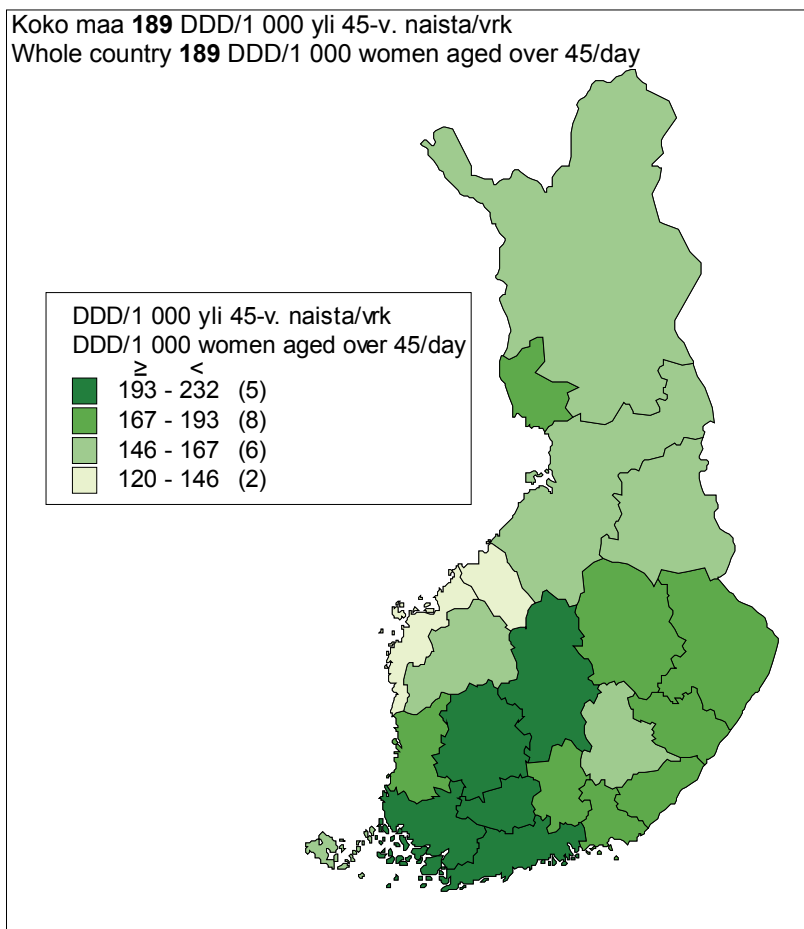 Koko maa 189 DDD/1 000 yli 45-v. naista/vrk
Whole country 189 DDD/1 000 women aged over 45/day
DDD/1 000 yli 45-v. naista/vrk
DDD/1 000 women aged over 45/day
≥ <
193 - 232 (5)
167 - 193 (8)
146 - 167 (6)
120 - 146 (2)